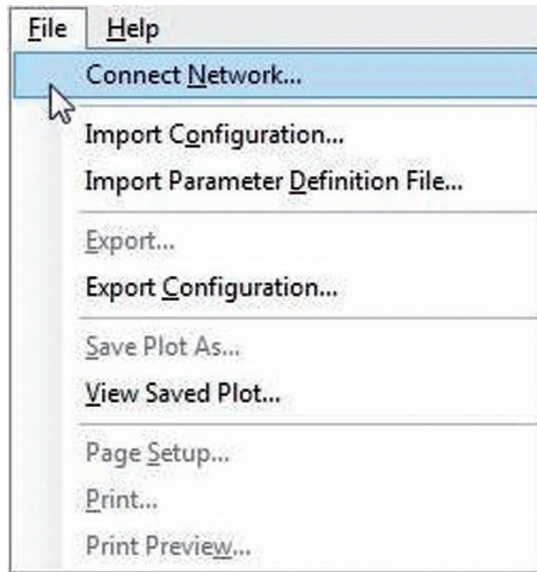 File Help
Connect Network...
Import Configuration...
Import Parameter Definition File...
Export...
Export Configuration...
Save Plot As...
View Saved Plot...
Page Setup...
Print...
Print Preview...